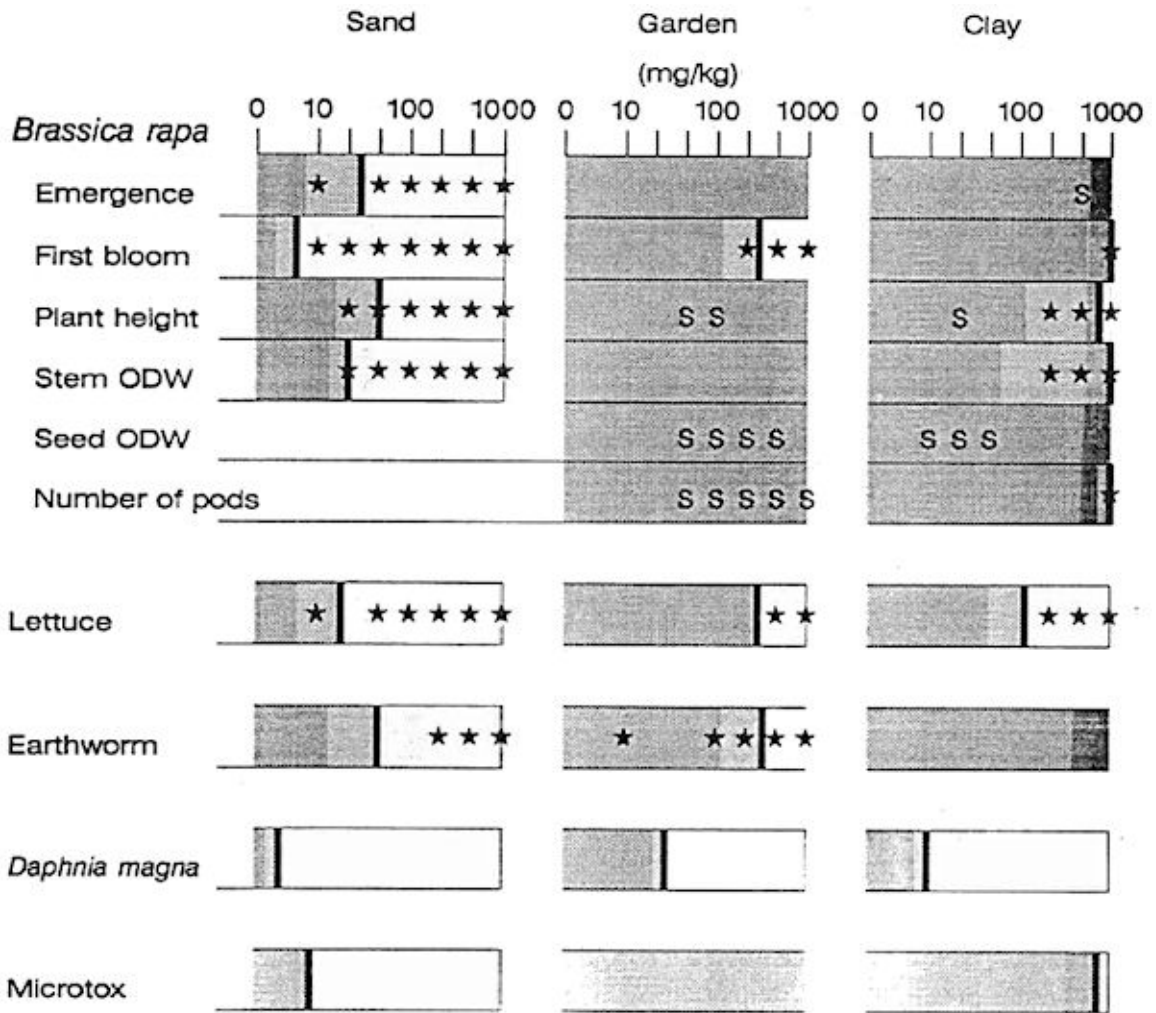 Sand Garden Clay
(mg/kg)
0 10 100 1000 0 10 100 1000 0 10 100 1000
Brassica rapa
Emergence S
First bloom
Plant height S S S
Stem ODW
Seed ODW S S S S S S S
Number of pods S S S S S
Lettuce
Earthworm
Daphnia magna
Microtox